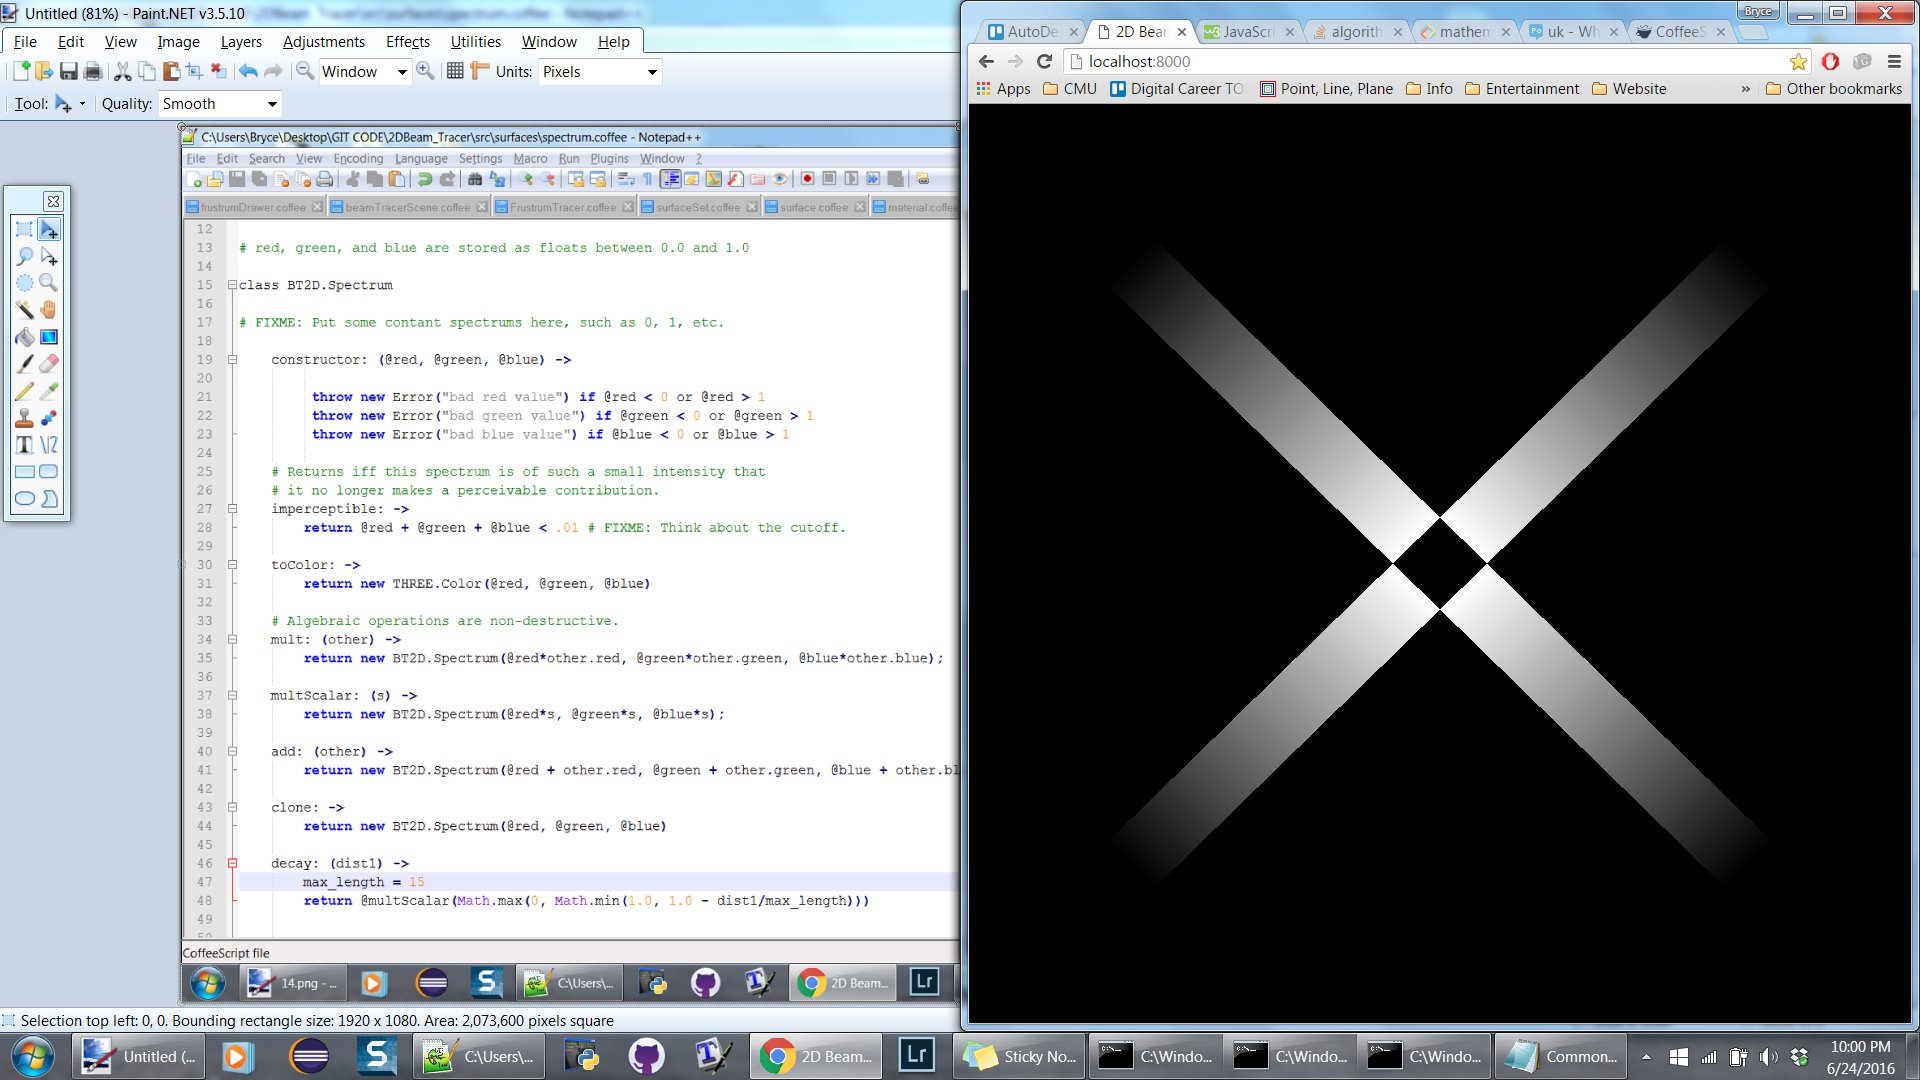 Untitled (81%) - Paint.NET v3.5.10
File Edit View Image Layers Adjustments Effects Utilities Window Help
Window Units: Pixels
Tool: Quality: Smooth
C:\Users\Bryce\Desktop\GIT CODE\2DBeam_Tracer\src\surfaces\spectrum.coffee - Notepad++
File Edit Search View Encoding Language Settings Macro Run Plugins Window ?
frustrumDrawer.coffee beamTracerScene.coffee FrustrumTracer.coffee surfaceSet.coffee surface.coffee material.coffee
12
13 # red, green, and blue are stored as floats between 0.0 and 1.0
14
15 class BT2D.Spectrum
16
17 # FIXME: Put some contant spectrums here, such as 0, 1, etc.
18
19 constructor: (@red, @green, @blue) ->
20
21 throw new Error("bad red value") if @red < 0 or @red > 1
22 throw new Error("bad green value") if @green < 0 or @green > 1
23 throw new Error("bad blue value") if @blue < 0 or @blue > 1
24
25 # Returns iff this spectrum is of such a small intensity that
26 # it no longer makes a perceivable contribution.
27 imperceptible: ->
28 return @red + @green + @blue < .01 # FIXME: Think about the cutoff.
29
30 toColor: ->
31 return new THREE.Color(@red, @green, @blue)
32
33 # Algebraic operations are non-destructive.
34 mult: (other) ->
35 return new BT2D.Spectrum(@red*other.red, @green*other.green, @blue*other.blue);
36
37 multScalar: (s) ->
38 return new BT2D.Spectrum(@red*s, @green*s, @blue*s);
39
40 add: (other) ->
41 return new BT2D.Spectrum(@red + other.red, @green + other.green, @blue + other.bl
42
43 clone: ->
44 return new BT2D.Spectrum(@red, @green, @blue)
45
46 decay: (dist1) ->
47 max_length = 15
48 return @multScalar(Math.max(0, Math.min(1.0, 1.0 - dist1/max_length)))
49
CoffeeScript file
14.png - ... C:\Users\... 2D Beam... Lr
Selection top left: 0, 0. Bounding rectangle size: 1920 x 1080. Area: 2,073,600 pixels square
Bryce
AutoDe 2D Bear JavaScri algorith mathem uk - Wh CoffeeS
localhost:8000
Apps CMU Digital Career TO Point, Line, Plane Info Entertainment Website » Other bookmarks
Untitled (... C:\Users\... 2D Beam... Lr Sticky No... C:\Windo... C:\Windo... C:\Windo... Common...
10:00 PM
6/24/2016